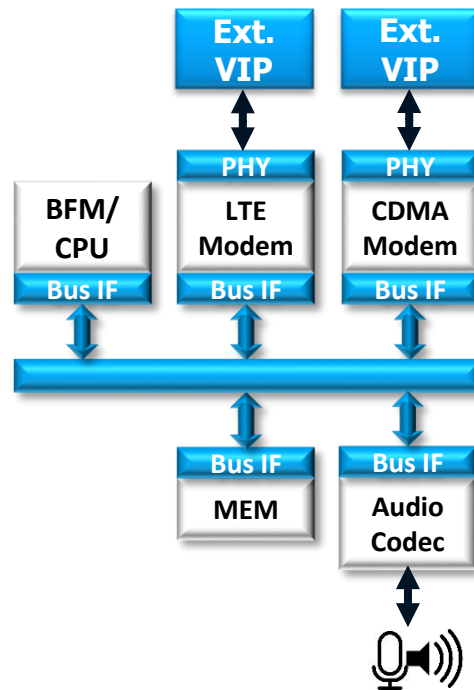 Ext.
VIP
Ext.
VIP
PHY
PHY
BFM/
CPU
LTE
Modem
CDMA
Modem
Bus IF
Bus IF
Bus IF
Bus IF
Bus IF
MEM
Audio
Codec